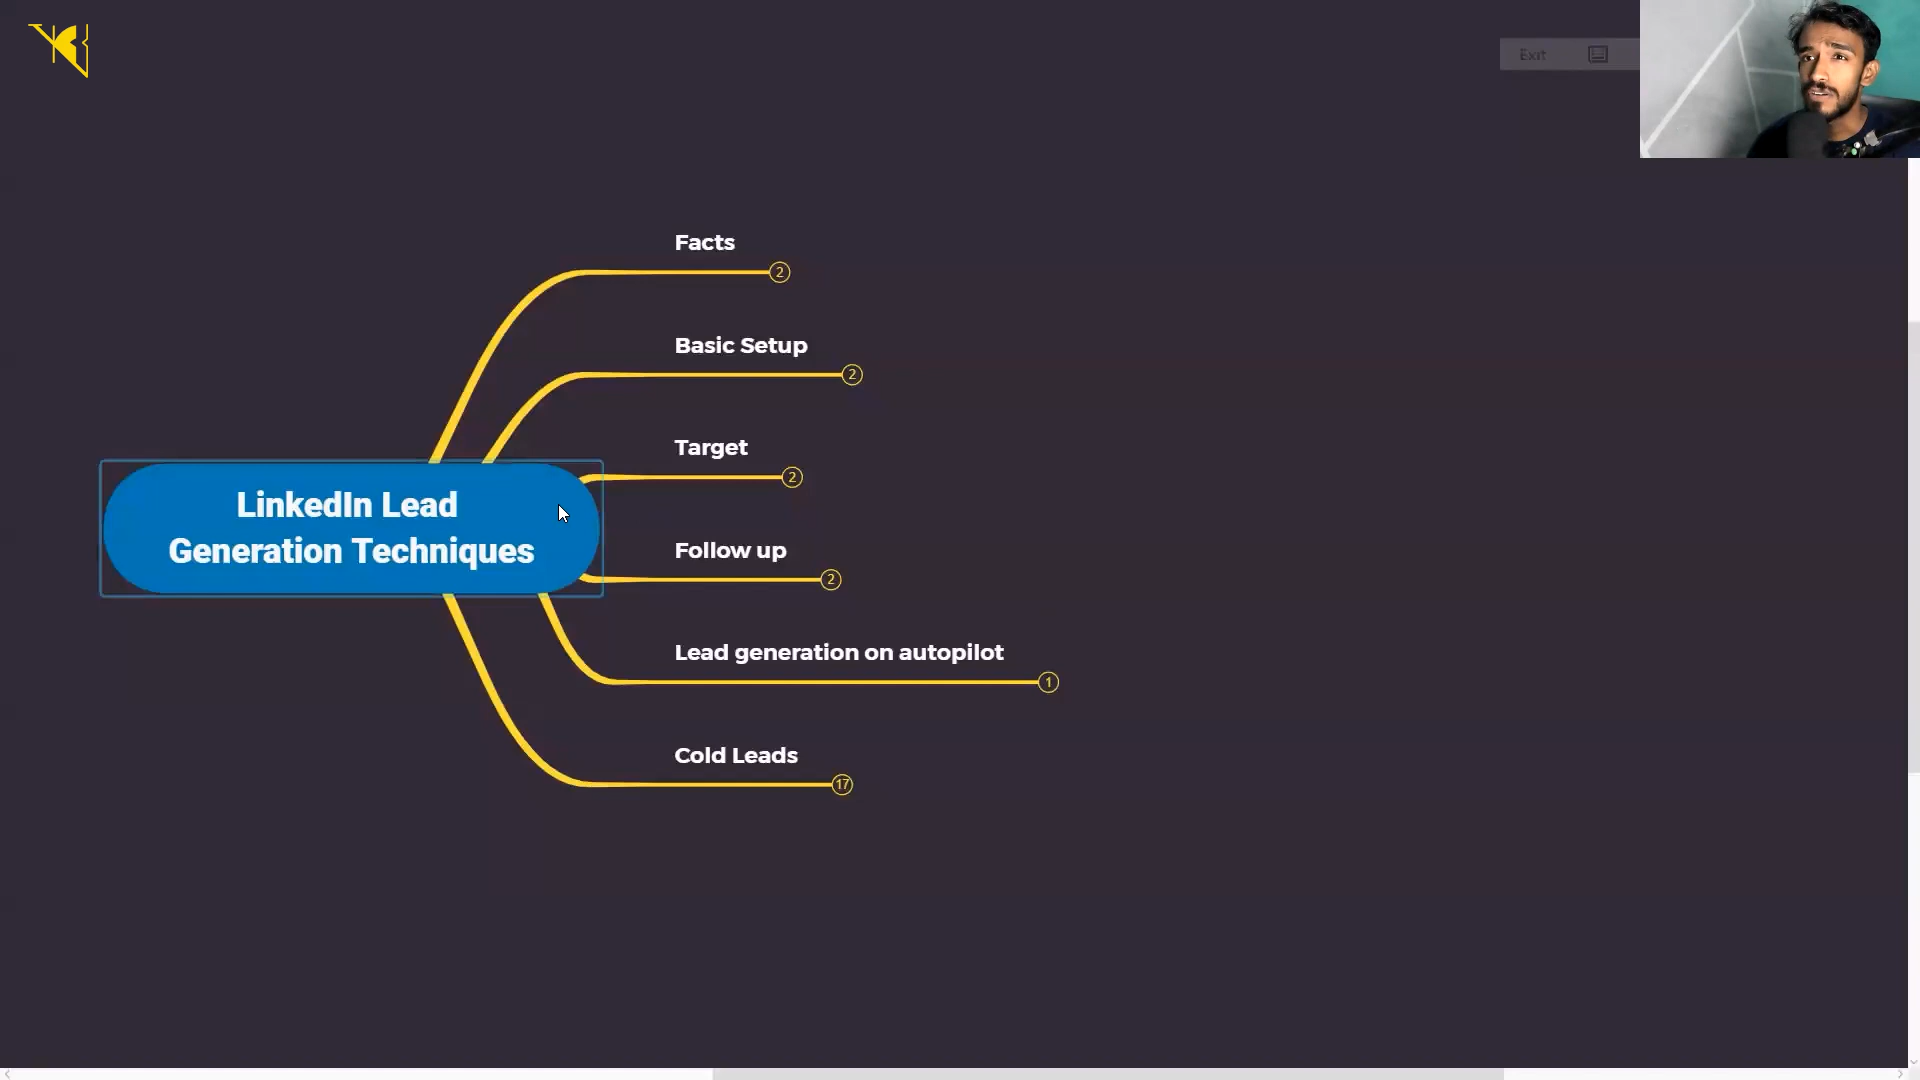 Exit
Facts
2
Basic Setup
2
Target
2
LinkedIn Lead
Generation Techniques
Follow up
2
Lead generation on autopilot
1
Cold Leads
17